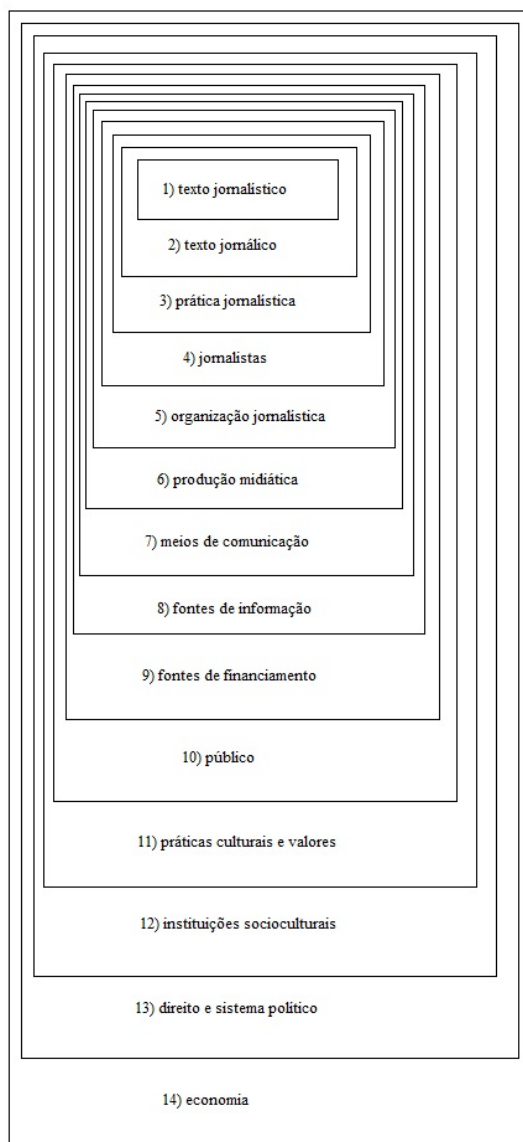 1) texto jornalístico
2) texto jornálico
3) prática jornalística
4) jornalistas
5) organização jornalística
6) produção midiática
7) meios de comunicação
8) fontes de informação
9) fontes de financiamento
10) público
11) práticas culturais e valores
12) instituições socioculturais
13) direito e sistema político
14) economia